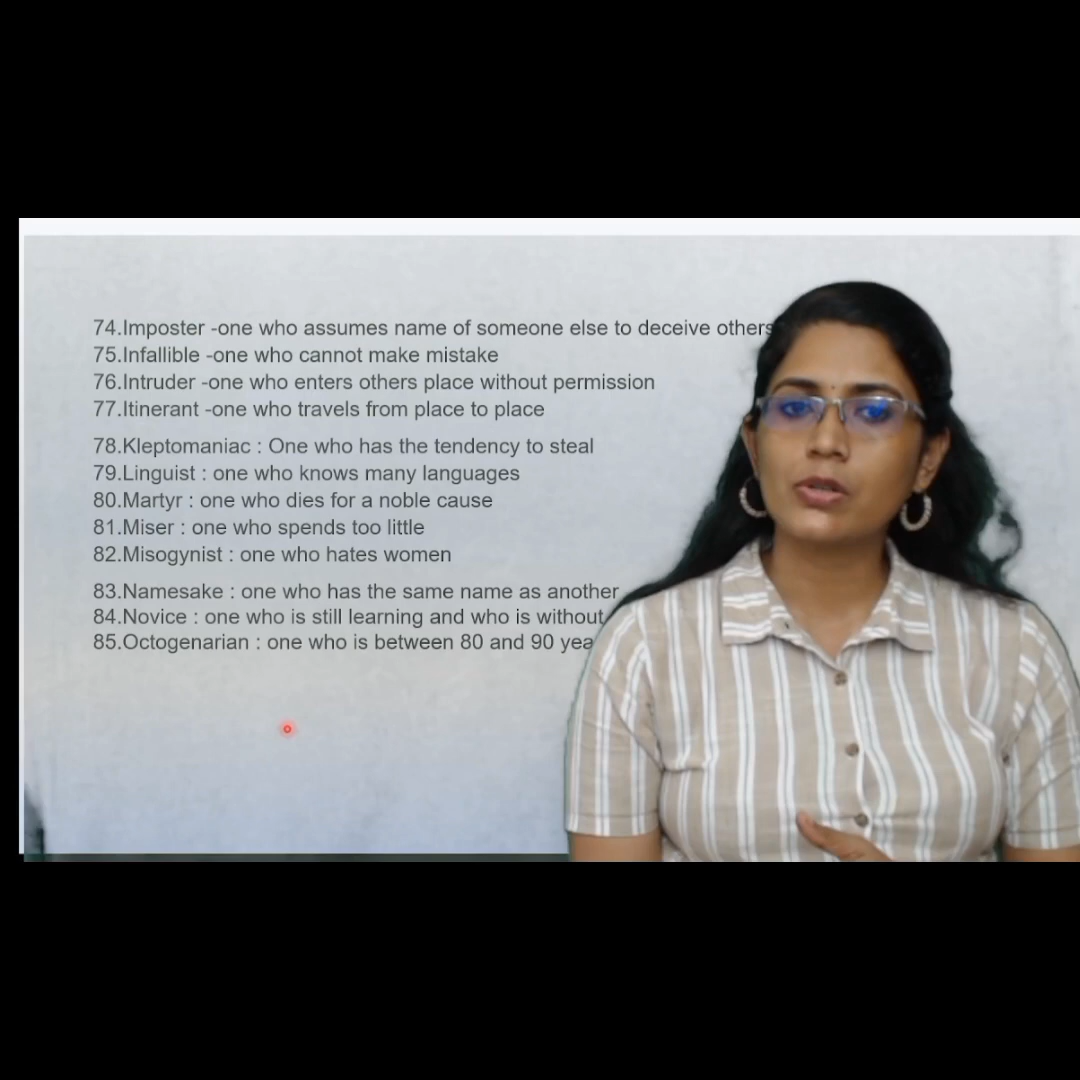 74.Imposter -one who assumes name of someone else to deceive others
75.Infallible -one who cannot make mistake
76.Intruder -one who enters others place without permission
77.Itinerant -one who travels from place to place
78.Kleptomaniac : One who has the tendency to steal
79.Linguist : one who knows many languages
80.Martyr : one who dies for a noble cause
81.Miser : one who spends too little
82.Misogynist : one who hates women
83.Namesake : one who has the same name as another
84.Novice : one who is still learning and who is without
85.Octogenarian : one who is between 80 and 90